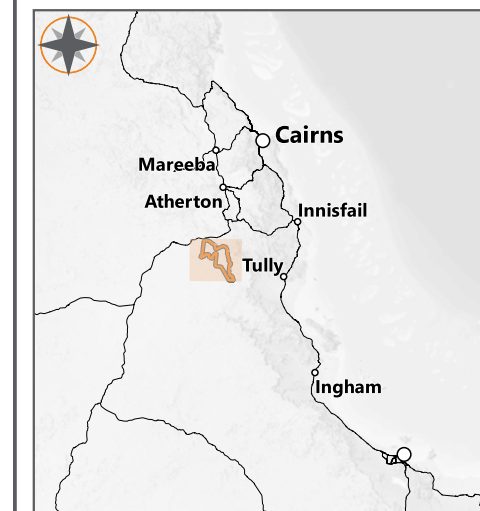 Cairns
Mareeba
Atherton
Innisfail
Tully
Ingham